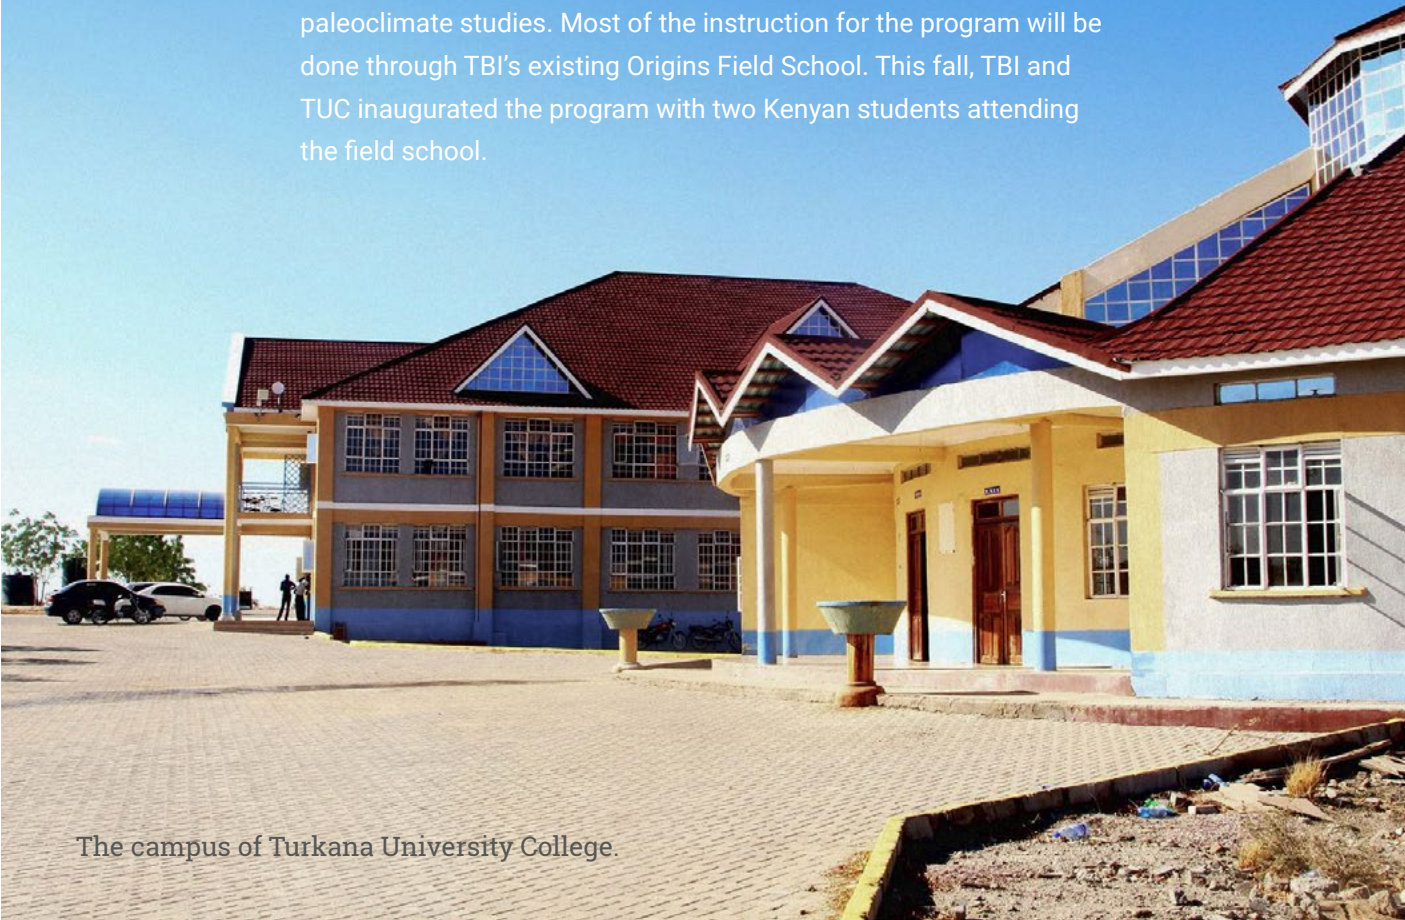 paleoclimate studies. Most of the instruction for the program will be
done through TBI’s existing Origins Field School. This fall, TBI and
TUC inaugurated the program with two Kenyan students attending
the field school.
The campus of Turkana University College.